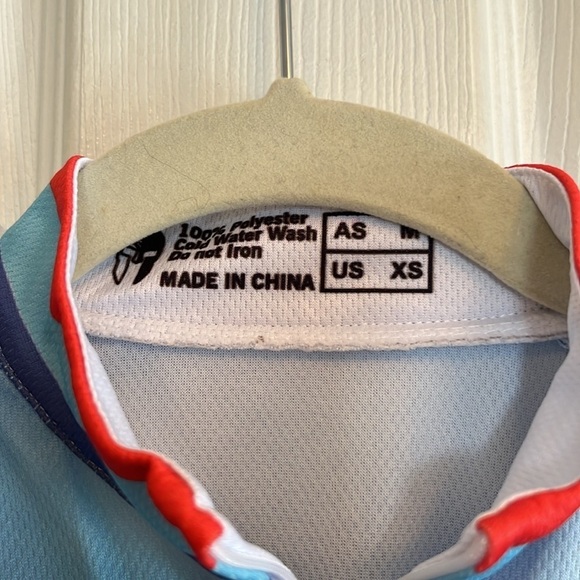 100% Polyester
Cold Water Wash
Do not Iron
MADE IN CHINA
AS M
US XS